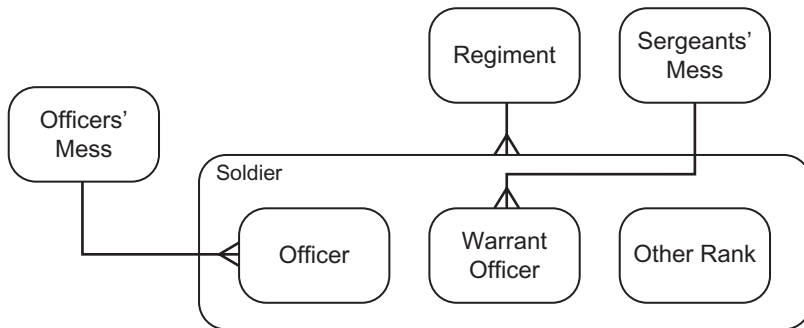 Regiment
Sergeants’
Mess
Officers’
Mess
Soldier
Officer
Warrant
Officer
Other Rank